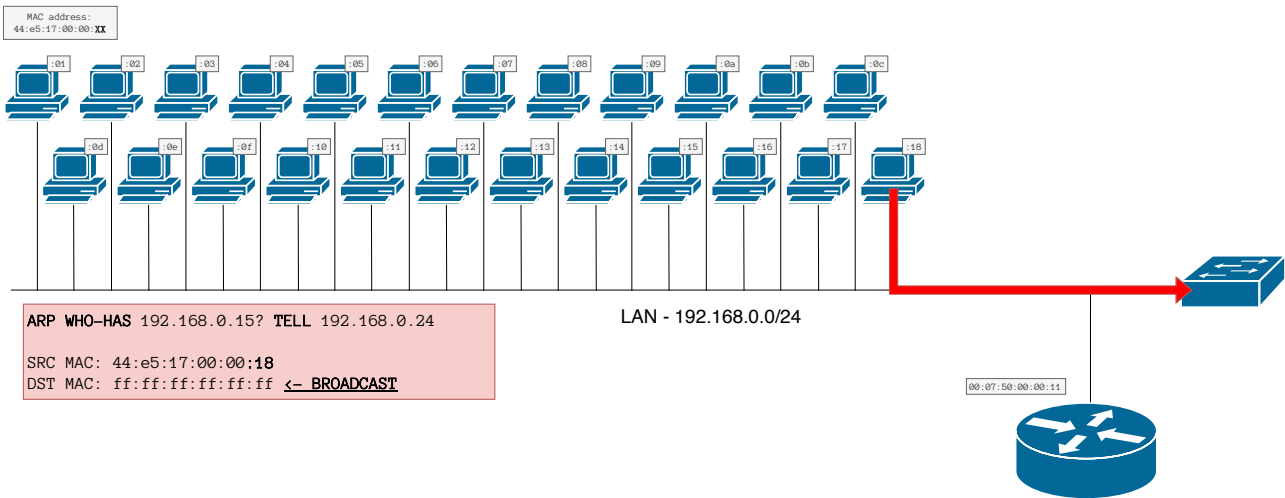 MAC address:
44:e5:17:00:00:XX
:01
:02
:03
:04
:05
:06
:07
:08
:09
:0a
:0b
:0c
:0d
:0e
:0f
:10
:11
:12
:13
:14
:15
:16
:17
:18
ARP WHO-HAS 192.168.0.15? TELL 192.168.0.24
SRC MAC: 44:e5:17:00:00:18
DST MAC: ff:ff:ff:ff:ff:ff <- BROADCAST
LAN - 192.168.0.0/24
00:07:50:00:00:11